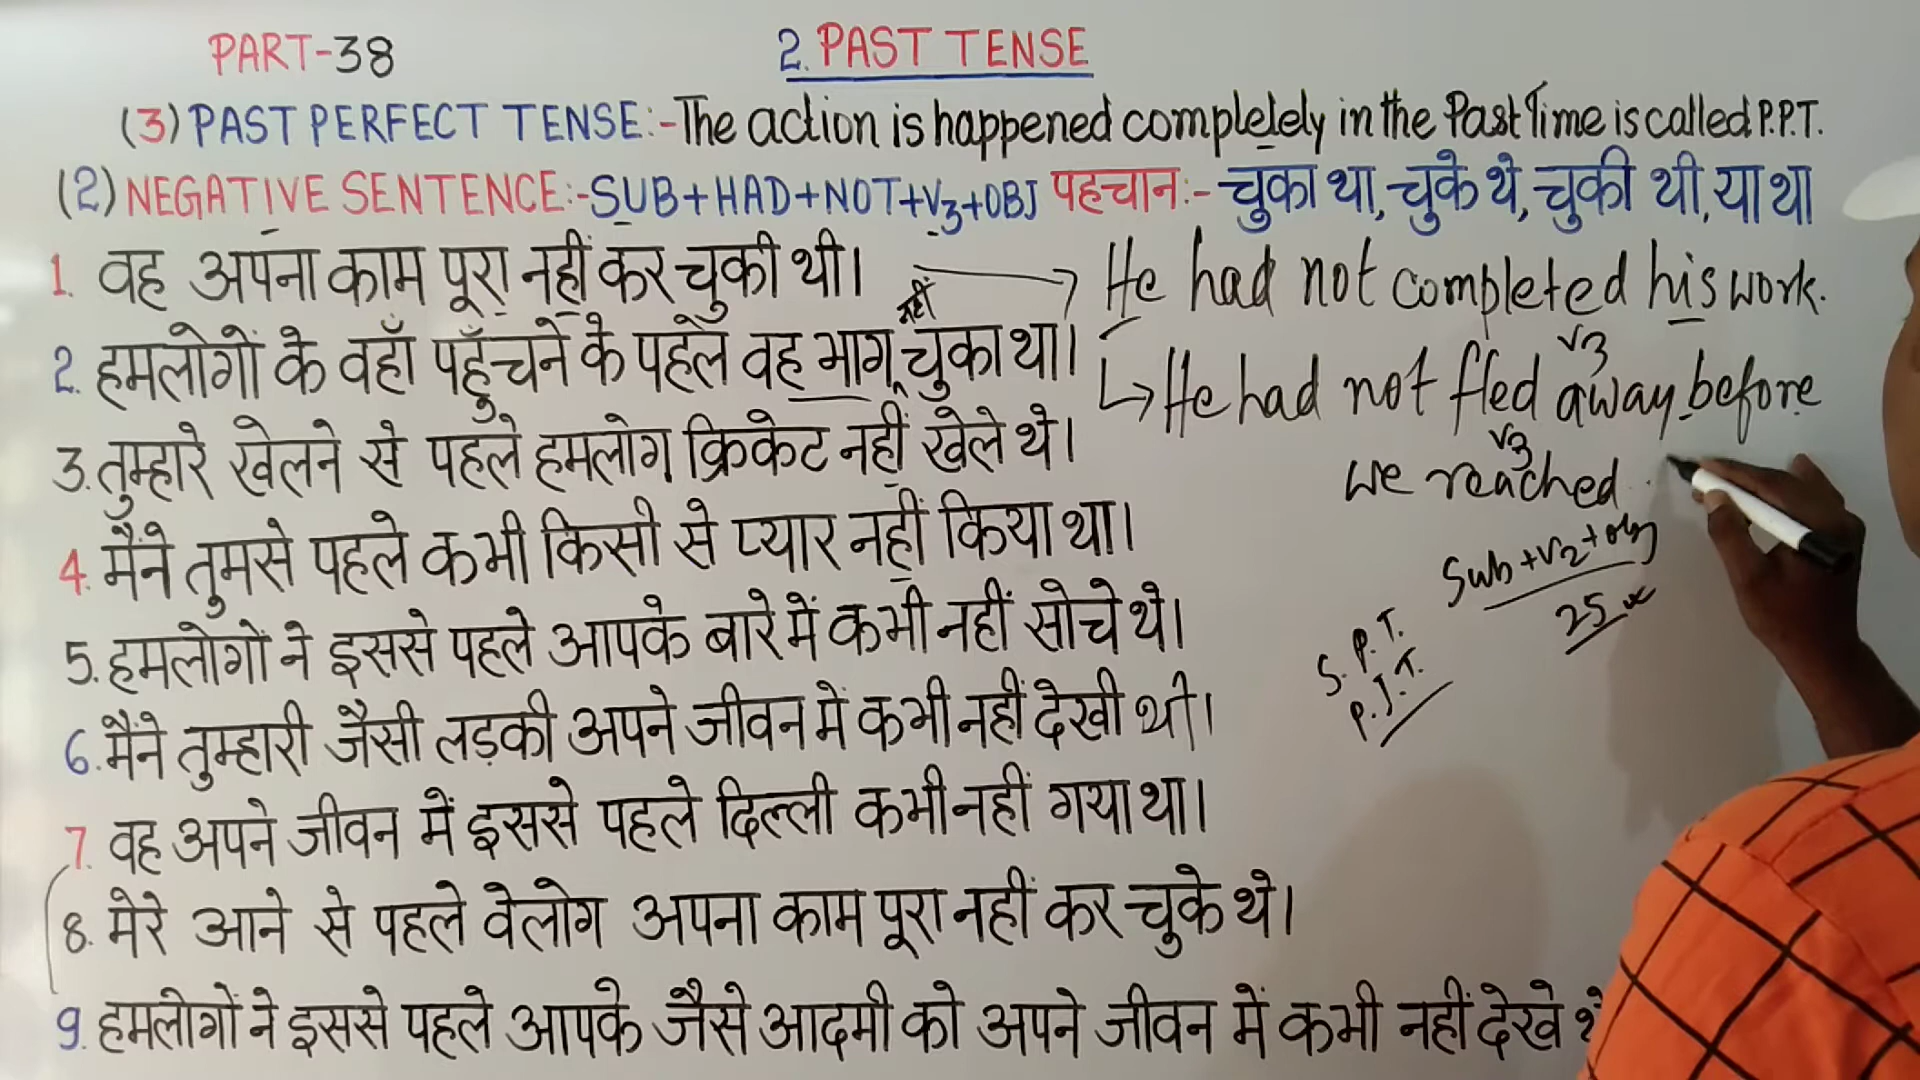 PART-38
2. PAST TENSE
(3) PAST PERFECT TENSE:- The action is happened completely in the Past Time is called P.P.T.
(2) NEGATIVE SENTENCE:- SUB+HAD+NOT+V3+OBJ पहचान:- चुका था, चुके थे, चुकी थी, या था
1. वह अपना काम पूरा नहीं कर चुकी थी।
He had not completed his work.
2. हमलोगों के वहाँ पहुँचने के पहले वह भाग नहीं चुका था।
V3
He had not fled away before
3. तुम्हारे खेलने से पहले हमलोग क्रिकेट नहीं खेले थे।
V3
we reached
4. मैंने तुमसे पहले कभी किसी से प्यार नहीं किया था।
Sub+V2+obj
25
5. हमलोगों ने इससे पहले आपके बारे में कभी नहीं सोचे थे।
S. P. T.
P. I. T.
6. मैंने तुम्हारी जैसी लड़की अपने जीवन में कभी नहीं देखी थी।
7. वह अपने जीवन में इससे पहले दिल्ली कभी नहीं गया था।
8. मेरे आने से पहले वेलोग अपना काम पूरा नहीं कर चुके थे।
9. हमलोगों ने इससे पहले आपके जैसे आदमी को अपने जीवन में कभी नहीं देखे